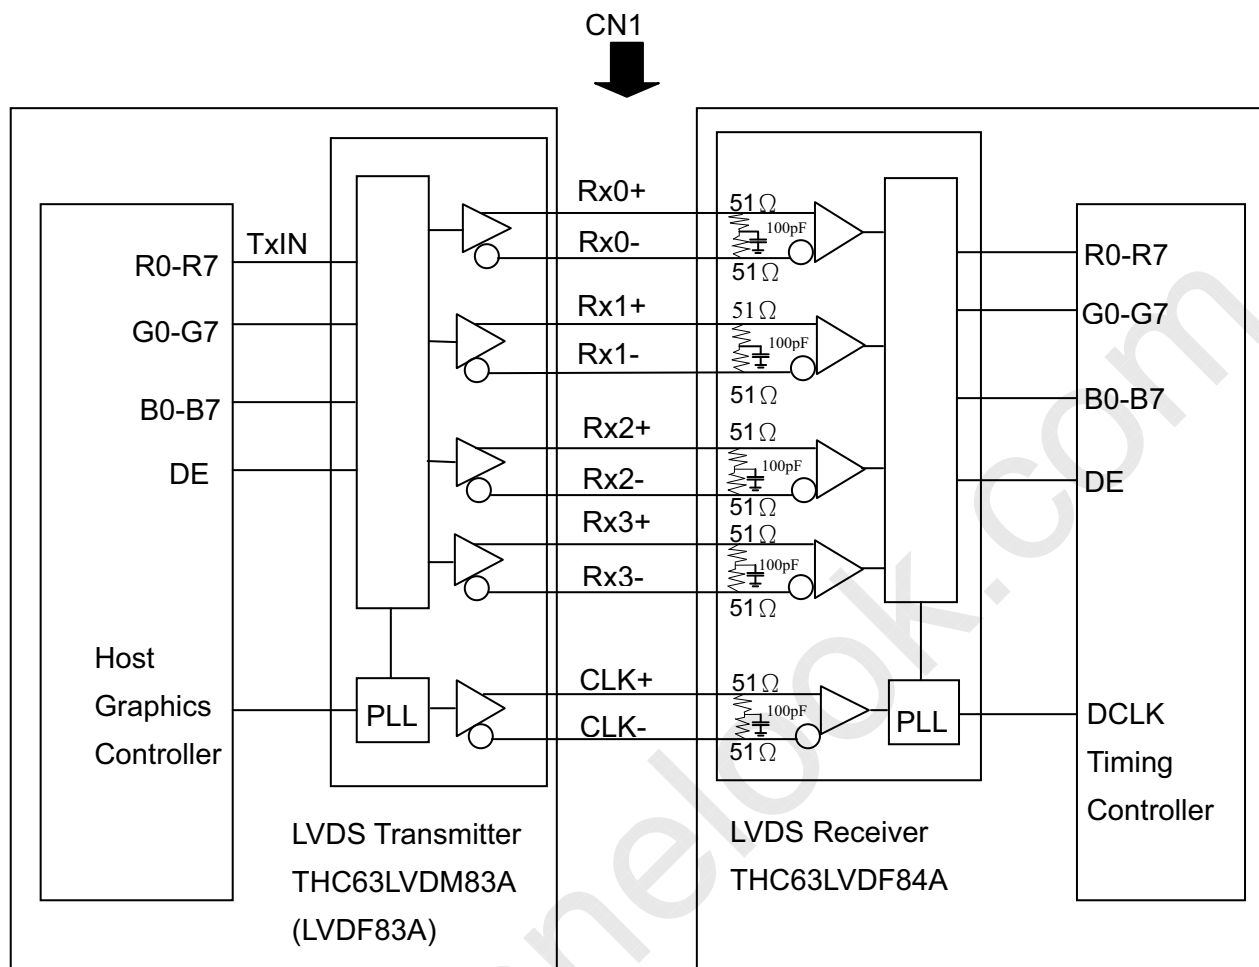 CN1
TxIN
R0-R7
G0-G7
B0-B7
DE
Host
Graphics
Controller
PLL
LVDS Transmitter
THC63LVDM83A
(LVDF83A)
Rx0+
Rx0-
Rx1+
Rx1-
Rx2+
Rx2-
Rx3+
Rx3-
CLK+
CLK-
51Ω
100pF
51Ω
51Ω
100pF
51Ω
51Ω
100pF
51Ω
51Ω
100pF
51Ω
51Ω
100pF
51Ω
PLL
LVDS Receiver
THC63LVDF84A
R0-R7
G0-G7
B0-B7
DE
DCLK
Timing
Controller
nelook.com